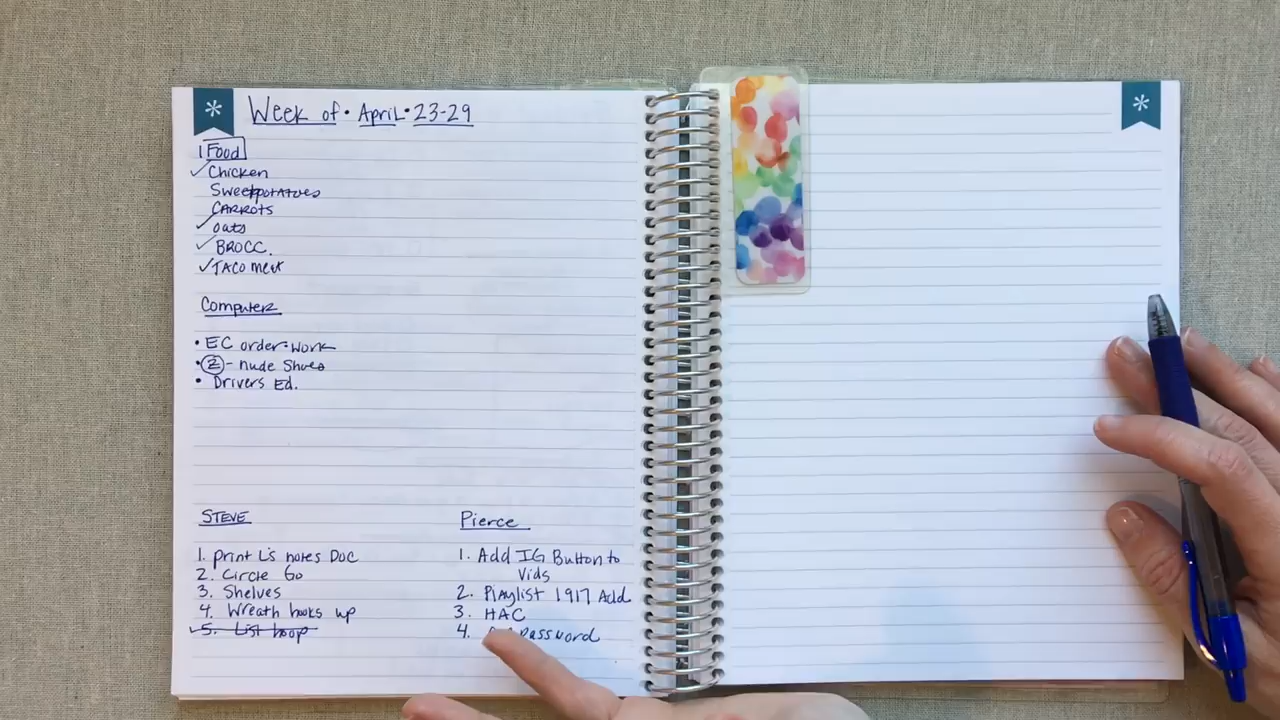 * Week of • April • 23-29 *
1 Food
✓ Chicken
Sweetpotatoes
CARROTS
✓ oats
✓ BROCC.
✓ TACO meat
Computer
• EC order-work
• 2 - nude Shoes
• Drivers Ed.
STEVE
1. print L's notes Doc
2. Circle Go
3. Shelves
4. Wreath hooks up
✓ 5. List hoop
Pierce
1. Add IG Button to
Vids
2. Playlist 1917 Add
3. HAC
4. password